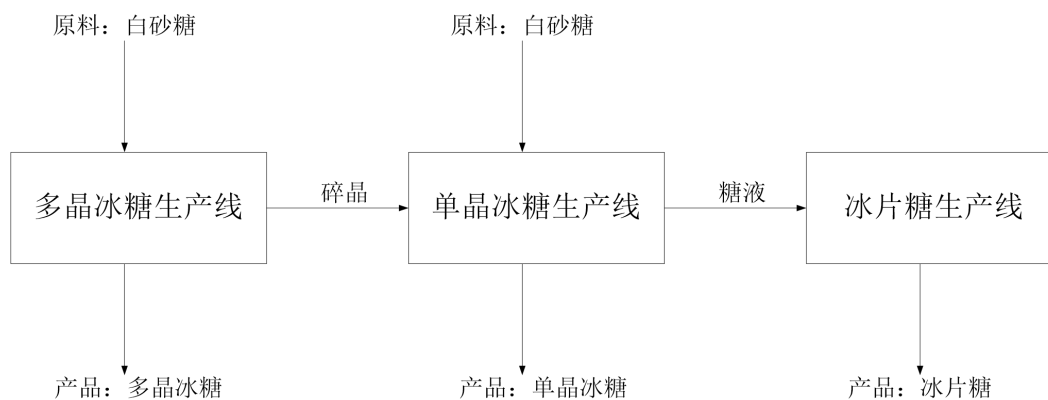 原料：白砂糖
原料：白砂糖
多晶冰糖生产线
碎晶
单晶冰糖生产线
糖液
冰片糖生产线
产品：多晶冰糖
产品：单晶冰糖
产品：冰片糖